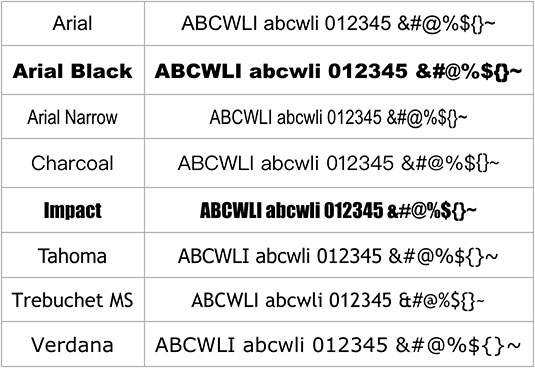 Arial ABCWLI abcwli 012345 &#@%${}~
Arial Black ABCWLI abcwli 012345 &#@%${}~
Arial Narrow ABCWLI abcwli 012345 &#@%${}~
Charcoal ABCWLI abcwli 012345 &#@%${}~
Impact ABCWLI abcwli 012345 &#@%${}~
Tahoma ABCWLI abcwli 012345 &#@%${}~
Trebuchet MS ABCWLI abcwli 012345 &#@%${}~
Verdana ABCWLI abcwli 012345 &#@%${}~